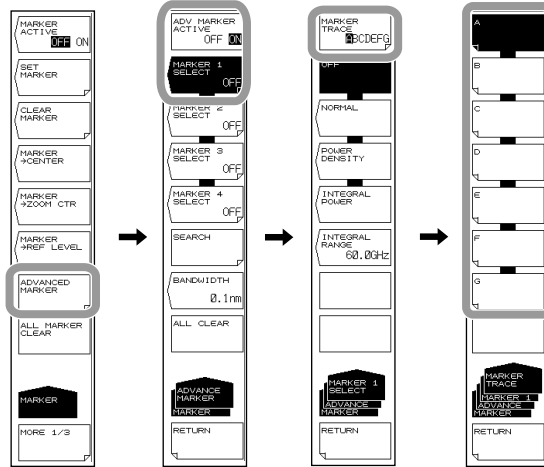 MARKER
ACTIVE
OFF ON
SET
MARKER
CLEAR
MARKER
MARKER
→CENTER
MARKER
→ZOOM CTR
MARKER
→REF LEVEL
ADVANCED
MARKER
ALL MARKER
CLEAR
MARKER
MORE 1/3
ADV MARKER
ACTIVE
OFF ON
MARKER 1
SELECT
OFF
MARKER 2
SELECT
OFF
MARKER 3
SELECT
OFF
MARKER 4
SELECT
OFF
SEARCH
BANDWIDTH
0.1nm
ALL CLEAR
ADVANCE
MARKER
MARKER
RETURN
MARKER
TRACE
ABCDEFG
OFF
NORMAL
POWER
DENSITY
INTEGRAL
POWER
INTEGRAL
RANGE
60.0GHz
MARKER 1
SELECT
ADVANCE
MARKER
RETURN
A
B
C
D
E
F
G
MARKER
TRACE
MARKER 1
ADVANCE
MARKER
RETURN